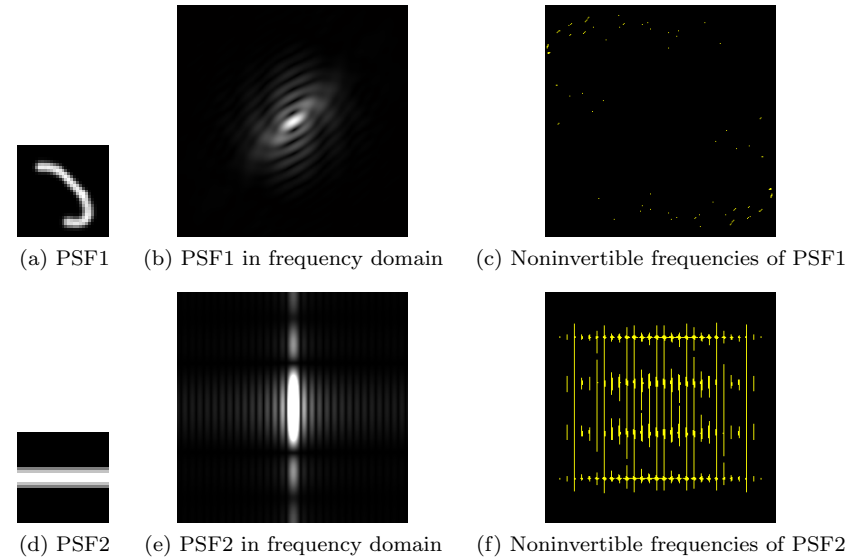 (a) PSF1
(b) PSF1 in frequency domain
(c) Noninvertible frequencies of PSF1
(d) PSF2
(e) PSF2 in frequency domain
(f) Noninvertible frequencies of PSF2